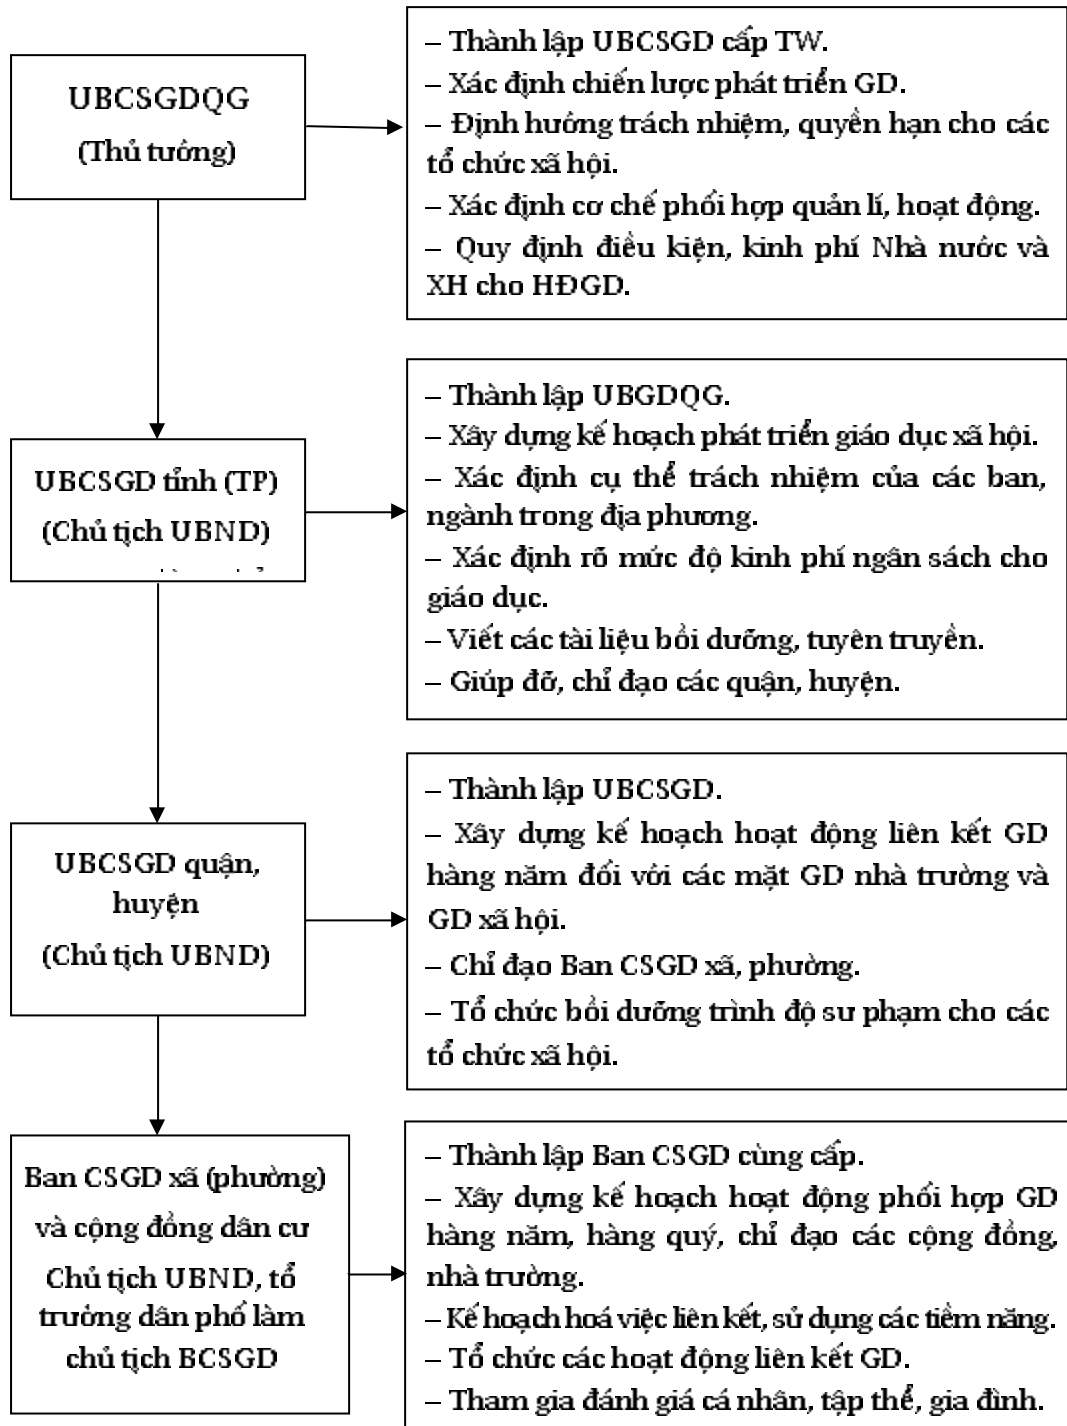 UBCSGDQG
(Thủ tướng)
– Thành lập UBCSGD cấp TW.
– Xác định chiến lược phát triển GD.
– Định hướng trách nhiệm, quyền hạn cho các
tổ chức xã hội.
– Xác định cơ chế phối hợp quản lí, hoạt động.
– Quy định điều kiện, kinh phí Nhà nước và
XH cho HĐGD.
UBCSGD tỉnh (TP)
(Chủ tịch UBND)
– Thành lập UBGDQG.
– Xây dựng kế hoạch phát triển giáo dục xã hội.
– Xác định cụ thể trách nhiệm của các ban,
ngành trong địa phương.
– Xác định rõ mức độ kinh phí ngân sách cho
giáo dục.
– Viết các tài liệu bồi dưỡng, tuyên truyền.
– Giúp đỡ, chỉ đạo các quận, huyện.
UBCSGD quận,
huyện
(Chủ tịch UBND)
– Thành lập UBCSGD.
– Xây dựng kế hoạch hoạt động liên kết GD
hàng năm đối với các mặt GD nhà trường và
GD xã hội.
– Chỉ đạo Ban CSGD xã, phường.
– Tổ chức bồi dưỡng trình độ sư phạm cho các
tổ chức xã hội.
Ban CSGD xã (phường)
và cộng đồng dân cư
Chủ tịch UBND, tổ
trưởng dân phố làm
chủ tịch BCSGD
– Thành lập Ban CSGD cùng cấp.
– Xây dựng kế hoạch hoạt động phối hợp GD
hàng năm, hàng quý, chỉ đạo các cộng đồng,
nhà trường.
– Kế hoạch hoá việc liên kết, sử dụng các tiềm năng.
– Tổ chức các hoạt động liên kết GD.
– Tham gia đánh giá cá nhân, tập thể, gia đình.